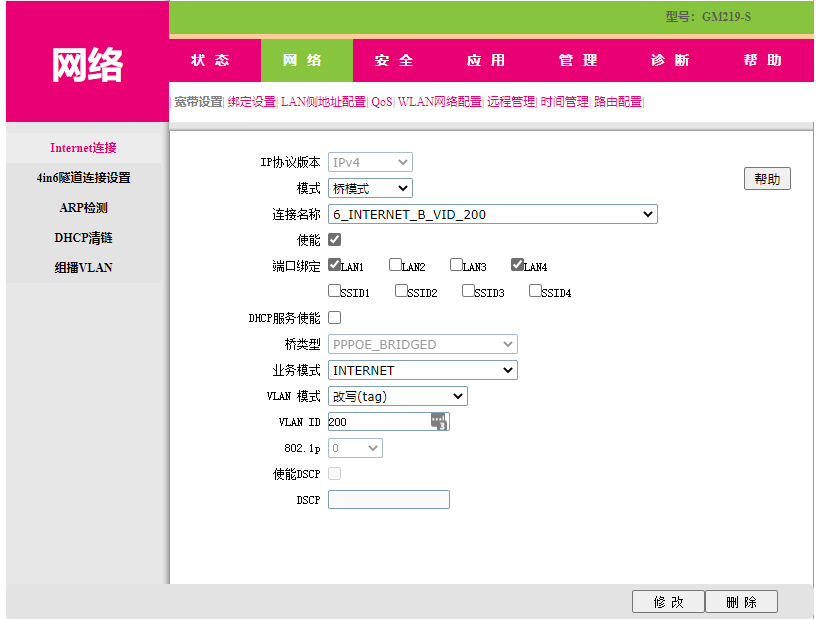 型号：GM219-S
网络
状 态 网 络 安 全 应 用 管 理 诊 断 帮 助
宽带设置| 绑定设置| LAN侧地址配置| QoS| WLAN网络配置| 远程管理| 时间管理| 路由配置|
Internet连接
4in6隧道连接设置
ARP检测
DHCP清链
组播VLAN
IP协议版本 IPv4
帮助
模式 桥模式
连接名称 6_INTERNET_B_VID_200
使能
端口绑定 LAN1 LAN2 LAN3 LAN4
SSID1 SSID2 SSID3 SSID4
DHCP服务使能
桥类型 PPPOE_BRIDGED
业务模式 INTERNET
VLAN 模式 改写(tag)
VLAN ID 200
802.1p 0
使能DSCP
DSCP
修 改 删 除